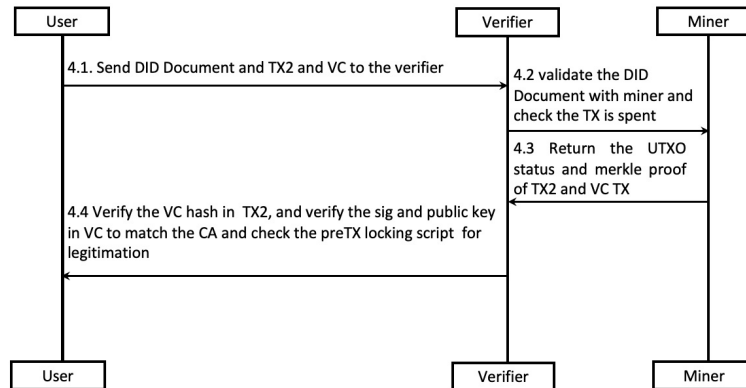 User
Verifier
Miner
4.1. Send DID Document and TX2 and VC to the verifier
4.2 validate the DID
Document with miner and
check the TX is spent
4.3 Return the UTXO
status and merkle proof
of TX2 and VC TX
4.4 Verify the VC hash in TX2, and verify the sig and public key
in VC to match the CA and check the preTX locking script for
legitimation
User
Verifier
Miner